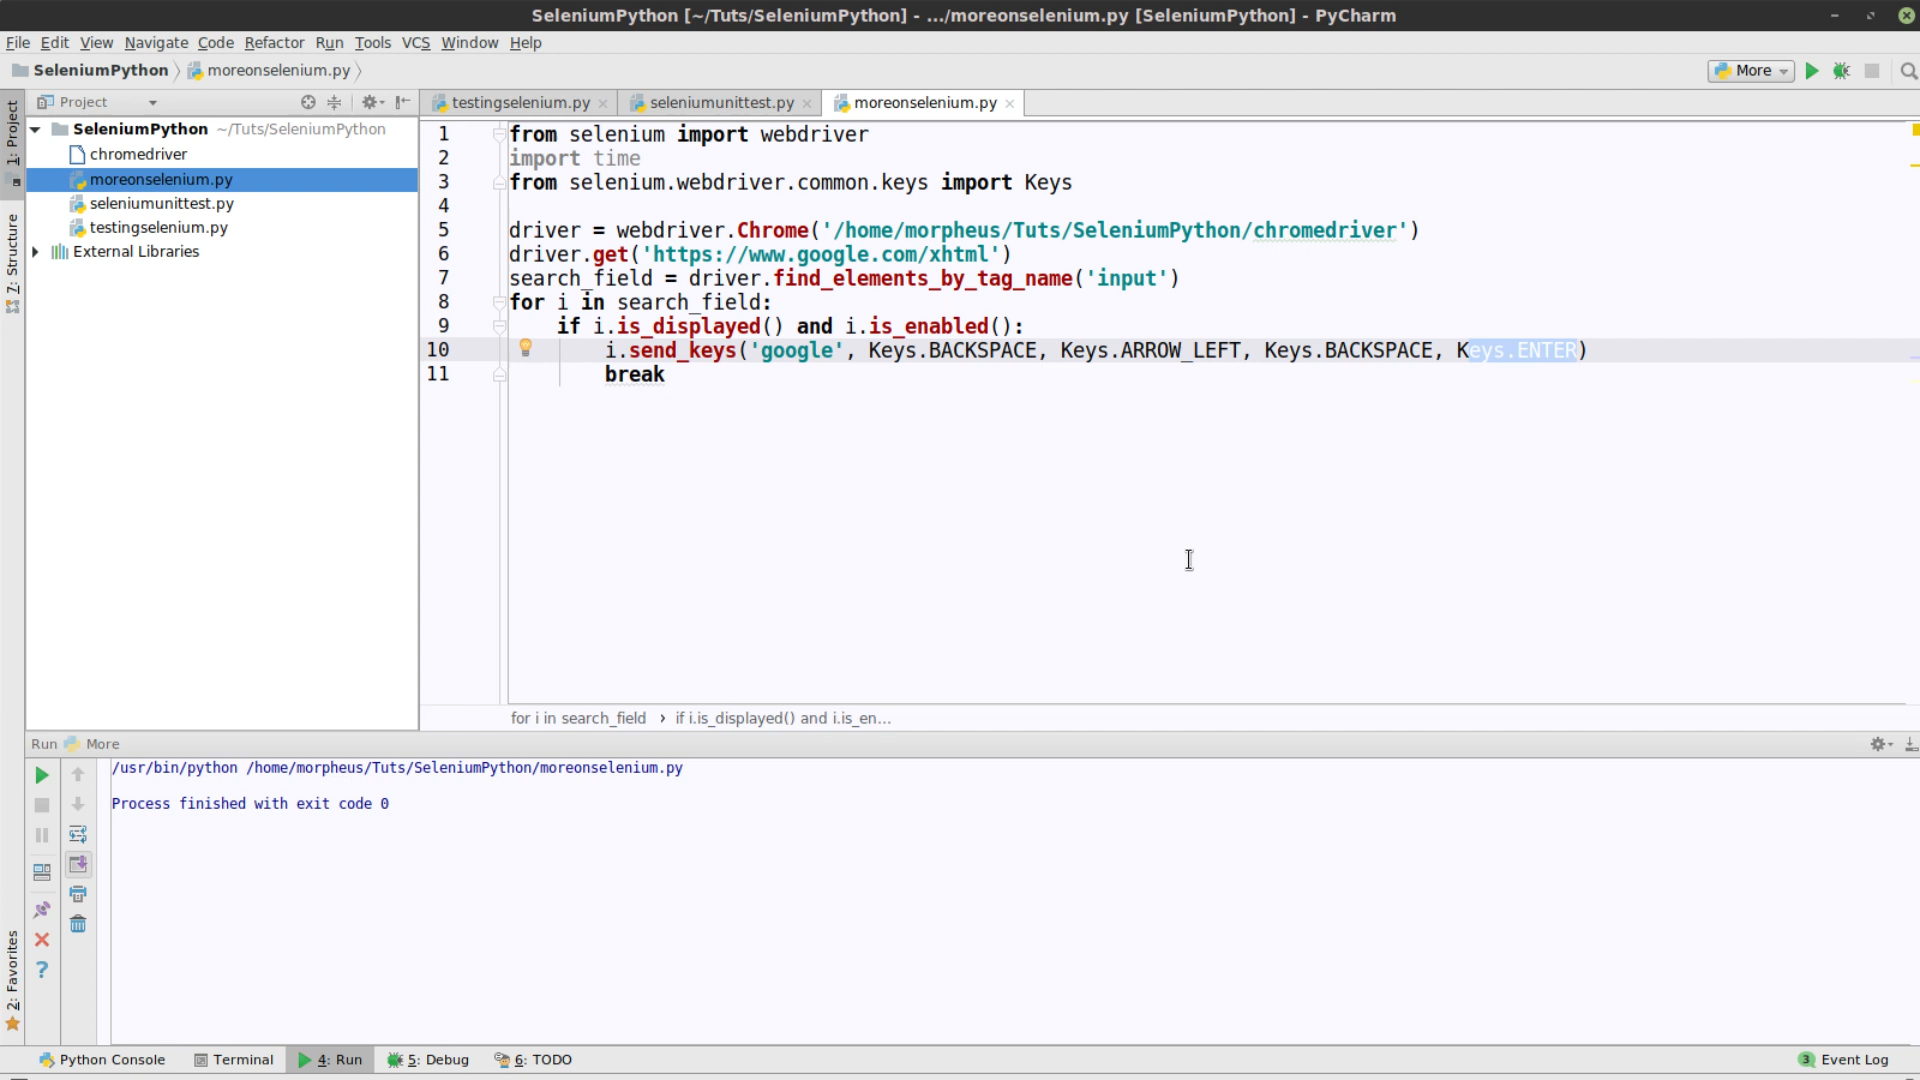 SeleniumPython [~/Tuts/SeleniumPython] - .../moreonselenium.py [SeleniumPython] - PyCharm
File Edit View Navigate Code Refactor Run Tools VCS Window Help
SeleniumPython moreonselenium.py More
1: Project
7: Structure
2: Favorites
Project
SeleniumPython ~/Tuts/SeleniumPython
chromedriver
moreonselenium.py
seleniumunittest.py
testingselenium.py
External Libraries
testingselenium.py seleniumunittest.py moreonselenium.py
1 from selenium import webdriver
2 import time
3 from selenium.webdriver.common.keys import Keys
4
5 driver = webdriver.Chrome('/home/morpheus/Tuts/SeleniumPython/chromedriver')
6 driver.get('https://www.google.com/xhtml')
7 search_field = driver.find_elements_by_tag_name('input')
8 for i in search_field:
9 if i.is_displayed() and i.is_enabled():
10 i.send_keys('google', Keys.BACKSPACE, Keys.ARROW_LEFT, Keys.BACKSPACE, Keys.ENTER)
11 break
for i in search_field › if i.is_displayed() and i.is_en...
Run More
/usr/bin/python /home/morpheus/Tuts/SeleniumPython/moreonselenium.py
Process finished with exit code 0
Python Console Terminal 4: Run 5: Debug 6: TODO 3 Event Log